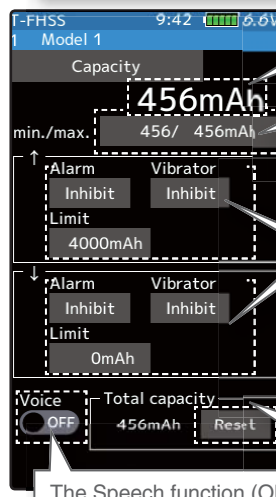 T-FHSS 9:42 6.6V
1 Model 1
Capacity
456mAh
min./max. 456/ 456mAh
↑
Alarm Vibrator
Inhibit Inhibit
Limit
4000mAh
↓
Alarm Vibrator
Inhibit Inhibit
Limit
0mAh
Voice Total capacity
OFF 456mAh Reset
The Speech function (O